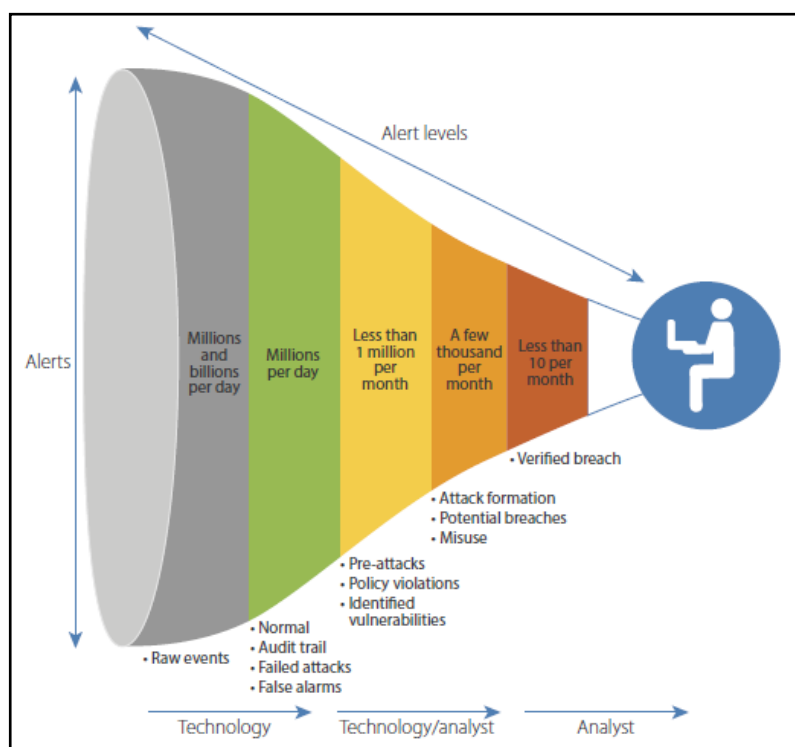 Alert levels
Alerts
Millions
and
billions
per day
Millions
per day
Less than
1 million
per
month
A few
thousand
per
month
Less than
10 per
month
• Verified breach
• Attack formation
• Potential breaches
• Misuse
• Pre-attacks
• Policy violations
• Identified
vulnerabilities
• Normal
• Audit trail
• Failed attacks
• False alarms
• Raw events
Technology
Technology/analyst
Analyst